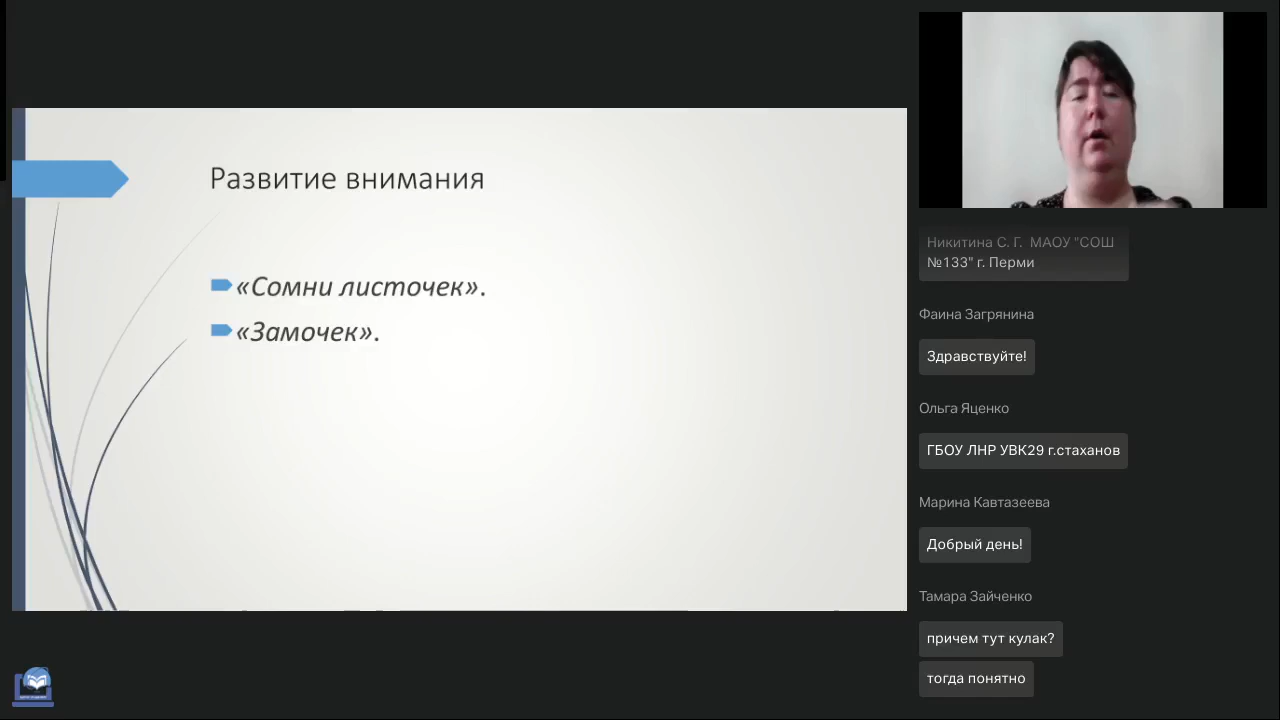 Развитие внимания
«Сомни листочек».
«Замочек».
Никитина С. Г. МАОУ "СОШ
№133" г. Перми
Фаина Загрянина
Здравствуйте!
Ольга Яценко
ГБОУ ЛНР УВК29 г.стаханов
Марина Кавтазеева
Добрый день!
Тамара Зайченко
причем тут кулак?
тогда понятно